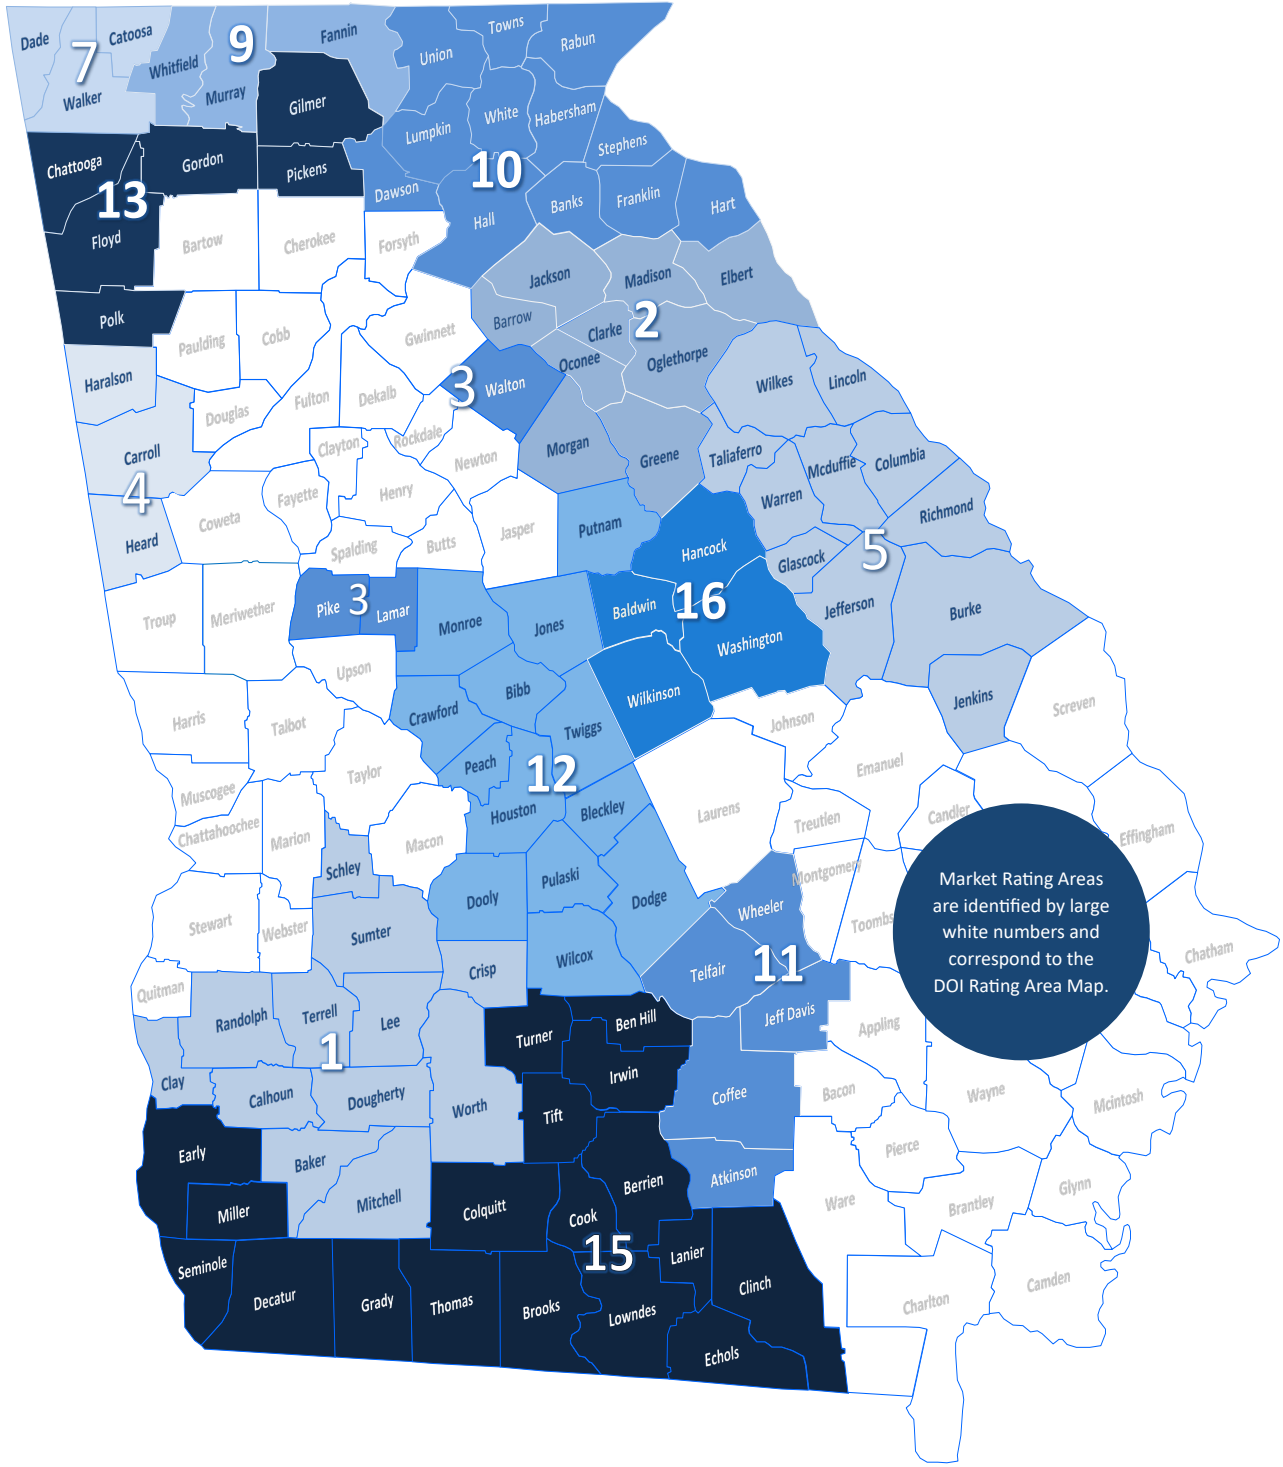 Dade
Catoosa
7
Walker
Whitfield
9
Murray
Fannin
Gilmer
Union
Towns
Rabun
Lumpkin
White
Habersham
Stephens
10
Chattooga
Gordon
Pickens
13
Floyd
Dawson
Hall
Banks
Franklin
Hart
Bartow
Cherokee
Forsyth
Polk
Jackson
Madison
Elbert
Barrow
Clarke
2
Oconee
Oglethorpe
Paulding
Cobb
Gwinnett
Haralson
3
Walton
Wilkes
Lincoln
Douglas
Fulton
Dekalb
Carroll
Clayton
Rockdale
Newton
Morgan
Greene
Taliaferro
Mcduffie
Columbia
4
Warren
Richmond
Heard
Coweta
Fayette
Henry
Spalding
Butts
Jasper
Putnam
Hancock
Glascock
5
Troup
Meriwether
Pike
3
Lamar
Monroe
Jones
Baldwin
16
Washington
Jefferson
Burke
Upson
Bibb
Wilkinson
Jenkins
Screven
Harris
Talbot
Crawford
Twiggs
Johnson
Taylor
Peach
12
Emanuel
Muscogee
Houston
Bleckley
Laurens
Treutlen
Candler
Effingham
Chattahoochee
Marion
Macon
Schley
Montgomery
Pulaski
Dooly
Dodge
Wheeler
Toombs
Stewart
Webster
Sumter
Crisp
Wilcox
Telfair
11
Chatham
Market Rating Areas
are identified by large
white numbers and
correspond to the
DOI Rating Area Map.
Quitman
Randolph
Terrell
Lee
Turner
Ben Hill
Jeff Davis
Appling
1
Clay
Calhoun
Dougherty
Worth
Irwin
Tift
Coffee
Bacon
Wayne
Mcintosh
Early
Baker
Mitchell
Pierce
Miller
Colquitt
Berrien
Cook
Atkinson
Ware
Brantley
Glynn
15
Lanier
Seminole
Decatur
Grady
Thomas
Brooks
Lowndes
Clinch
Echols
Charlton
Camden